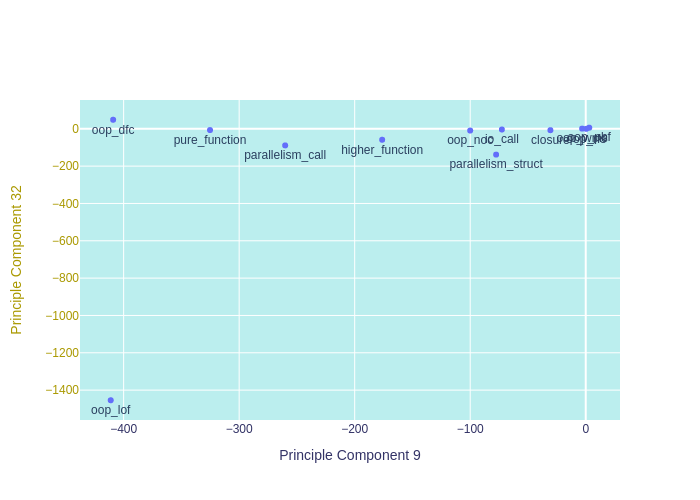 0
−200
−400
−600
−800
−1000
−1200
−1400
Principle Component 32
oop_dfc
pure_function
parallelism_call
higher_function
oop_noc
io_call
parallelism_struct
oop_lof
−400
−300
−200
−100
0
Principle Component 9